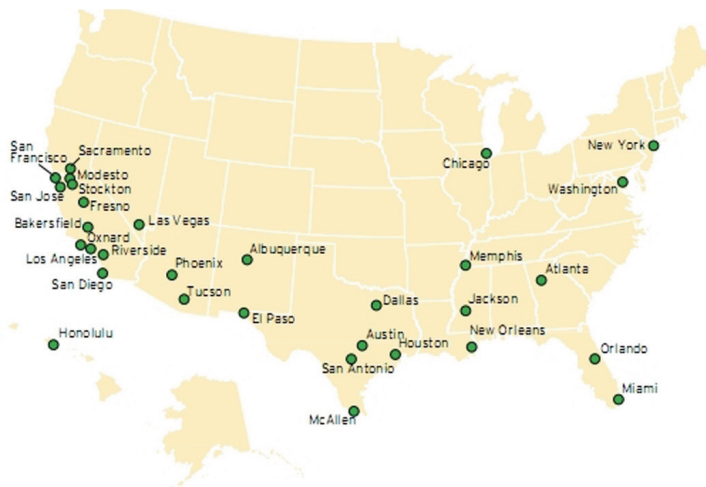 San
Francisco
Sacramento
Modesto
San Jose
Stockton
Fresno
Bakersfield
Oxnard
Los Angeles
Riverside
San Diego
Las Vegas
Phoenix
Tucson
Albuquerque
El Paso
Dallas
Austin
Houston
San Antonio
McAllen
Chicago
New York
Washington
Memphis
Atlanta
Jackson
New Orleans
Orlando
Miami
Honolulu